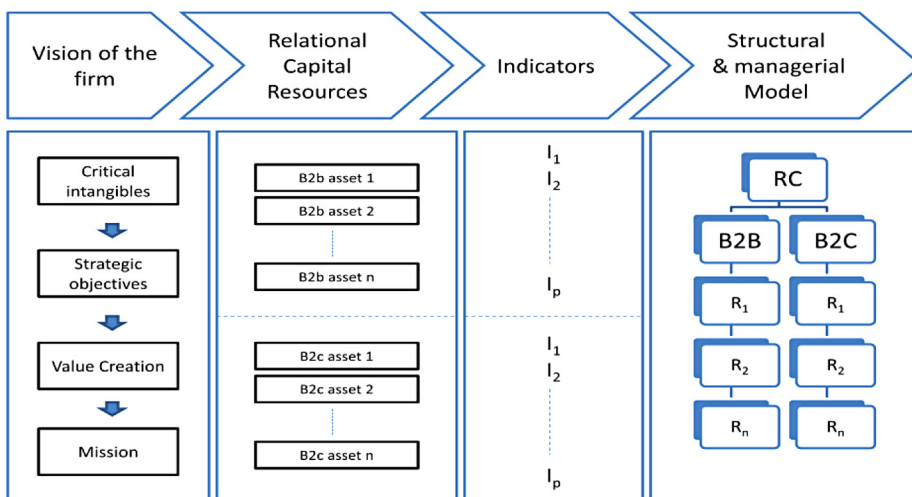 Vision of the
firm
Relational
Capital
Resources
Indicators
Structural
& managerial
Model
Critical
intangibles
Strategic
objectives
Value Creation
Mission
B2b asset 1
B2b asset 2
B2b asset n
B2c asset 1
B2c asset 2
B2c asset n
I₁
I₂
Iₚ
I₁
I₂
Iₚ
RC
B2B B2C
R₁ R₁
R₂ R₂
Rₙ Rₙ